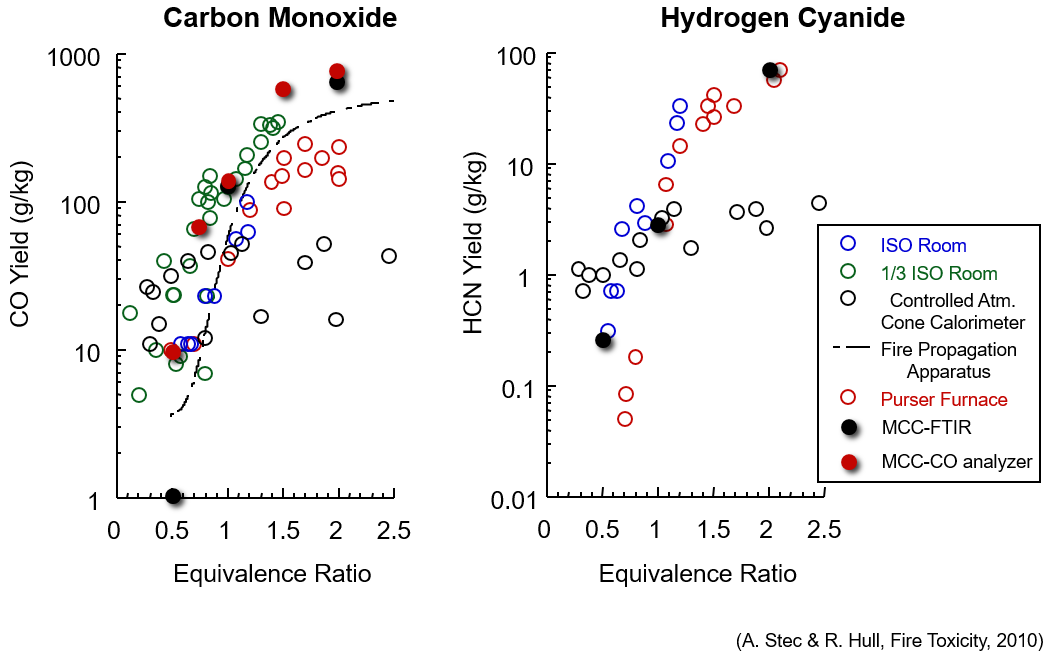 Carbon Monoxide
1000
100
10
1
0 0.5 1 1.5 2 2.5
CO Yield (g/kg)
Equivalence Ratio
Hydrogen Cyanide
100
10
1
0.1
0.01
0 0.5 1 1.5 2 2.5
HCN Yield (g/kg)
Equivalence Ratio
ISO Room
1/3 ISO Room
Controlled Atm.
Cone Calorimeter
Fire Propagation
Apparatus
Purser Furnace
MCC-FTIR
MCC-CO analyzer
(A. Stec & R. Hull, Fire Toxicity, 2010)